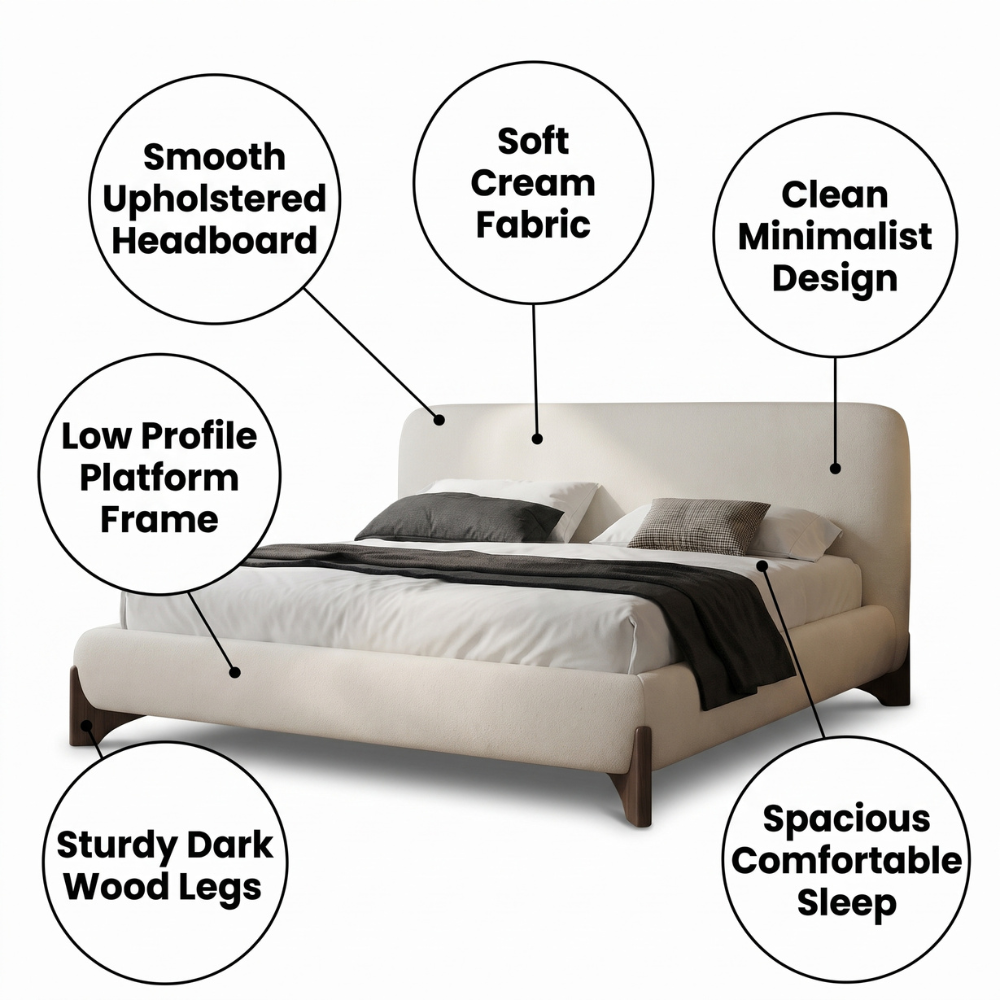 Smooth
Upholstered
Headboard
Soft
Cream
Fabric
Clean
Minimalist
Design
Low Profile
Platform
Frame
Sturdy Dark
Wood Legs
Spacious
Comfortable
Sleep